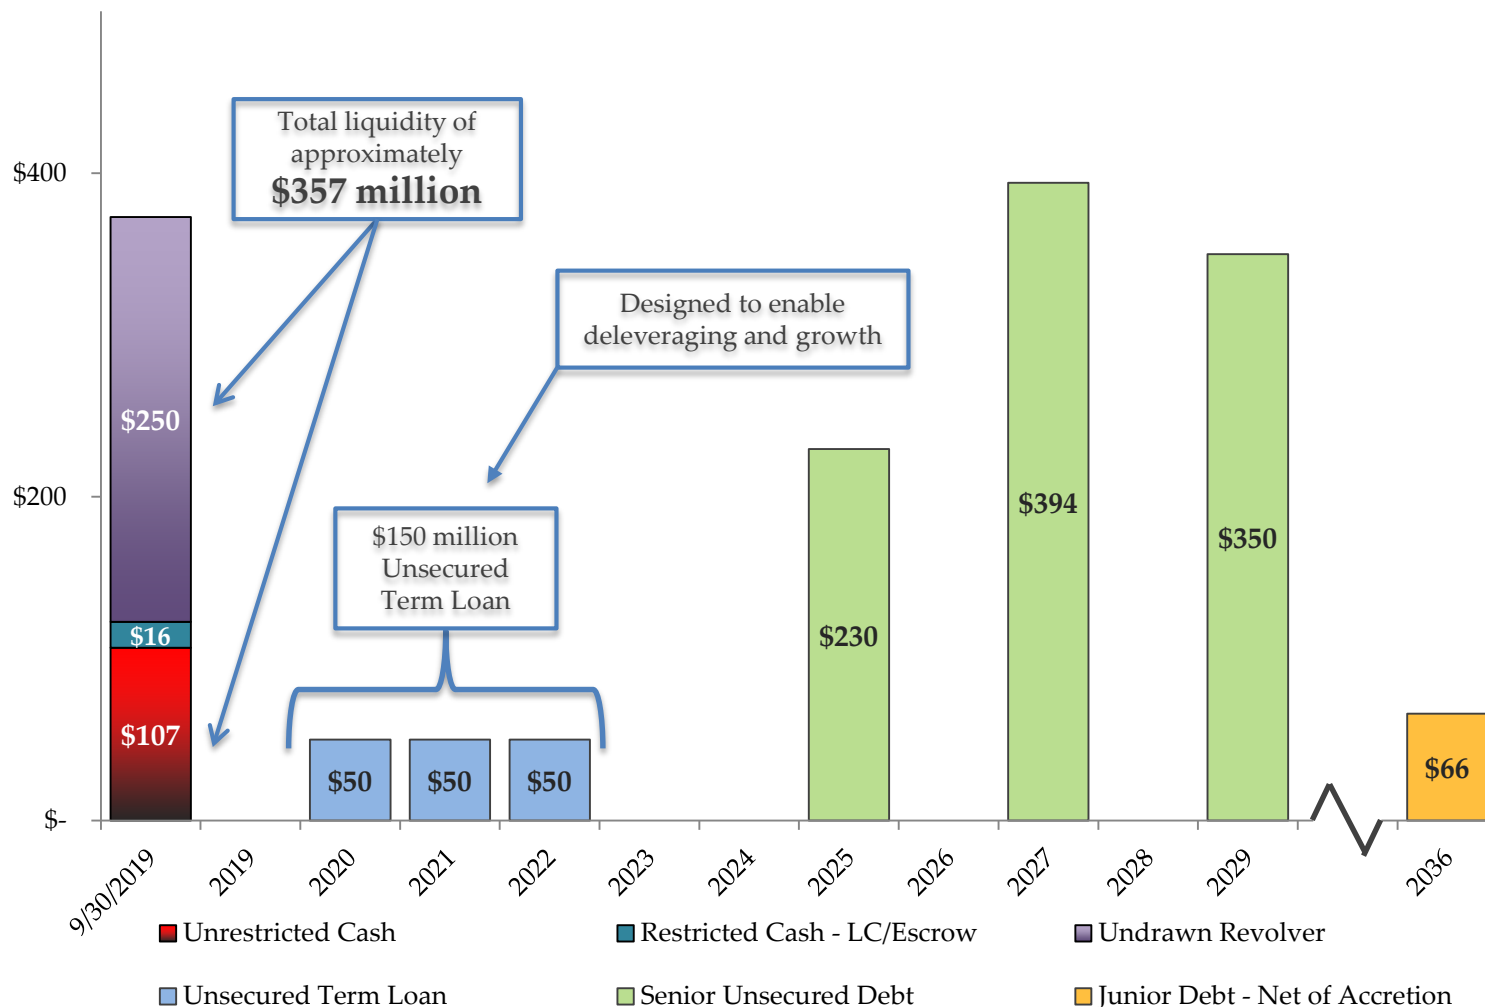 Total liquidity of
approximately
$357 million
$400
Designed to enable
deleveraging and growth
$250
$200
$394
$350
$150 million
Unsecured
Term Loan
$16
$230
$107
$50
$50
$50
$66
$-
9/30/2019
2019
2020
2021
2022
2023
2024
2025
2026
2027
2028
2029
2036
Unrestricted Cash
Restricted Cash - LC/Escrow
Undrawn Revolver
Unsecured Term Loan
Senior Unsecured Debt
Junior Debt - Net of Accretion